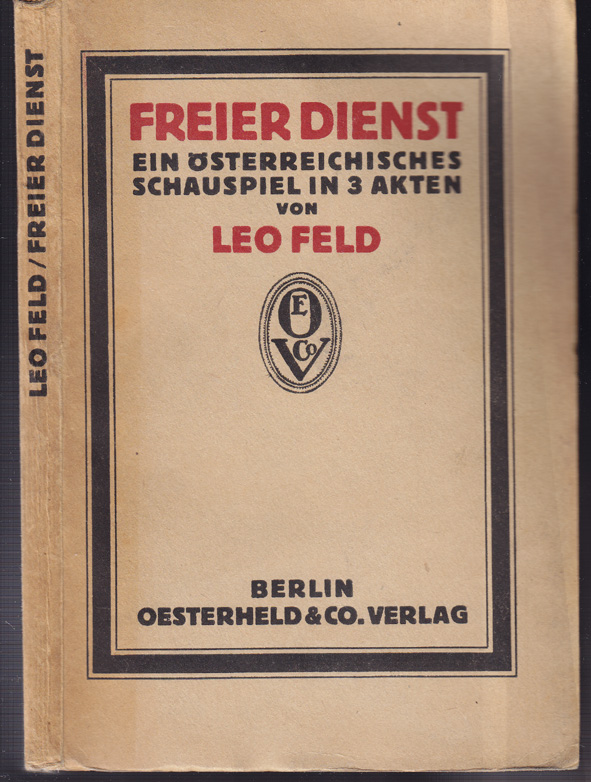 LEO FELD / FREIER DIENST
FREIER DIENST
EIN ÖSTERREICHISCHES
SCHAUSPIEL IN 3 AKTEN
VON
LEO FELD
E
O
CO
V
BERLIN
OESTERHELD & CO. VERLAG